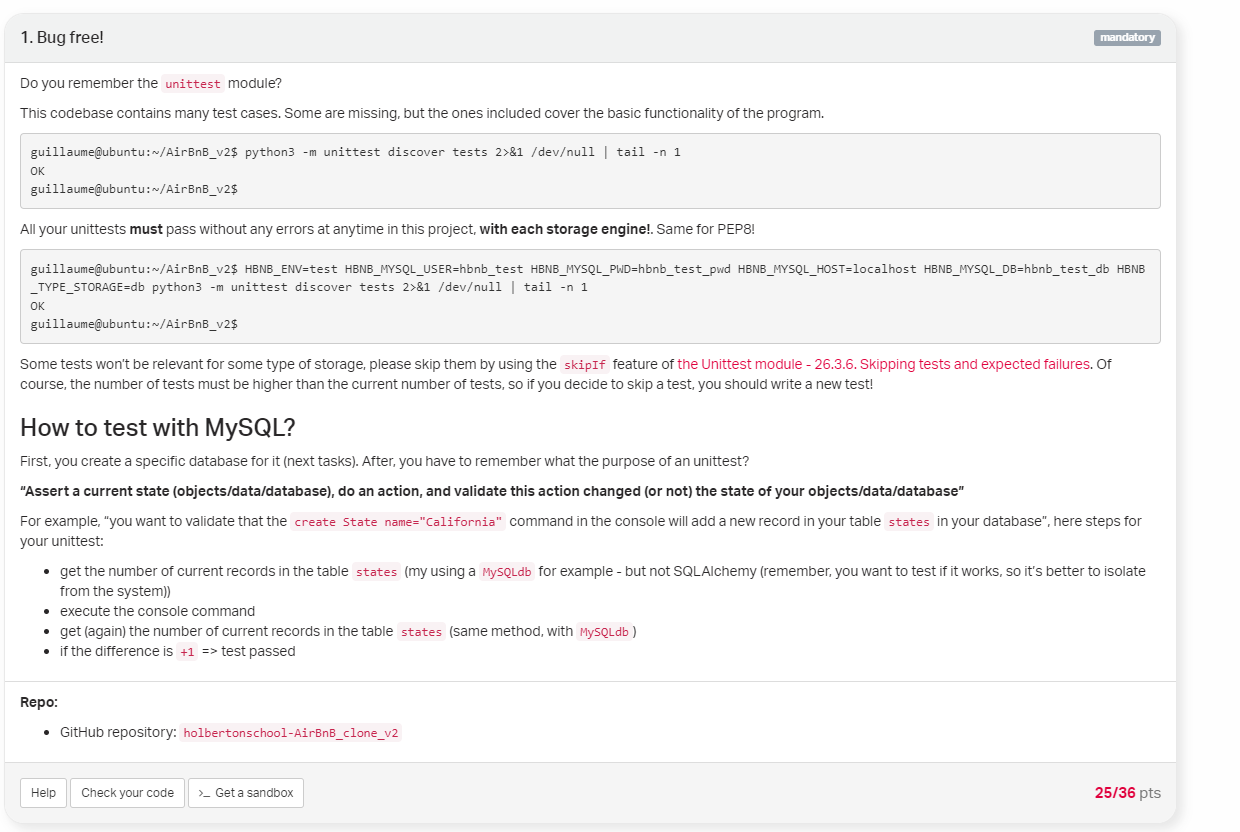 1. Bug free!
mandatory
Do you remember the unittest module?
This codebase contains many test cases. Some are missing, but the ones included cover the basic functionality of the program.
guillaume@ubuntu:~/AirBnB_v2$ python3 -m unittest discover tests 2>&1 /dev/null | tail -n 1
OK
guillaume@ubuntu:~/AirBnB_v2$
All your unittests must pass without any errors at anytime in this project, with each storage engine!. Same for PEP8!
guillaume@ubuntu:~/AirBnB_v2$ HBNB_ENV=test HBNB_MYSQL_USER=hbnb_test HBNB_MYSQL_PWD=hbnb_test_pwd HBNB_MYSQL_HOST=localhost HBNB_MYSQL_DB=hbnb_test_db HBNB
_TYPE_STORAGE=db python3 -m unittest discover tests 2>&1 /dev/null | tail -n 1
OK
guillaume@ubuntu:~/AirBnB_v2$
Some tests won't be relevant for some type of storage, please skip them by using the skipIf feature of the Unittest module - 26.3.6. Skipping tests and expected failures. Of
course, the number of tests must be higher than the current number of tests, so if you decide to skip a test, you should write a new test!
How to test with MySQL?
First, you create a specific database for it (next tasks). After, you have to remember what the purpose of an unittest?
“Assert a current state (objects/data/database), do an action, and validate this action changed (or not) the state of your objects/data/database”
For example, “you want to validate that the create State name="California" command in the console will add a new record in your table states in your database”, here steps for
your unittest:
• get the number of current records in the table states (my using a MySQLdb for example - but not SQLAlchemy (remember, you want to test if it works, so it's better to isolate
from the system))
• execute the console command
• get (again) the number of current records in the table states (same method, with MySQLdb)
• if the difference is +1 => test passed
Repo:
• GitHub repository: holbertonschool-AirBnB_clone_v2
Help
Check your code
>_ Get a sandbox
25/36 pts